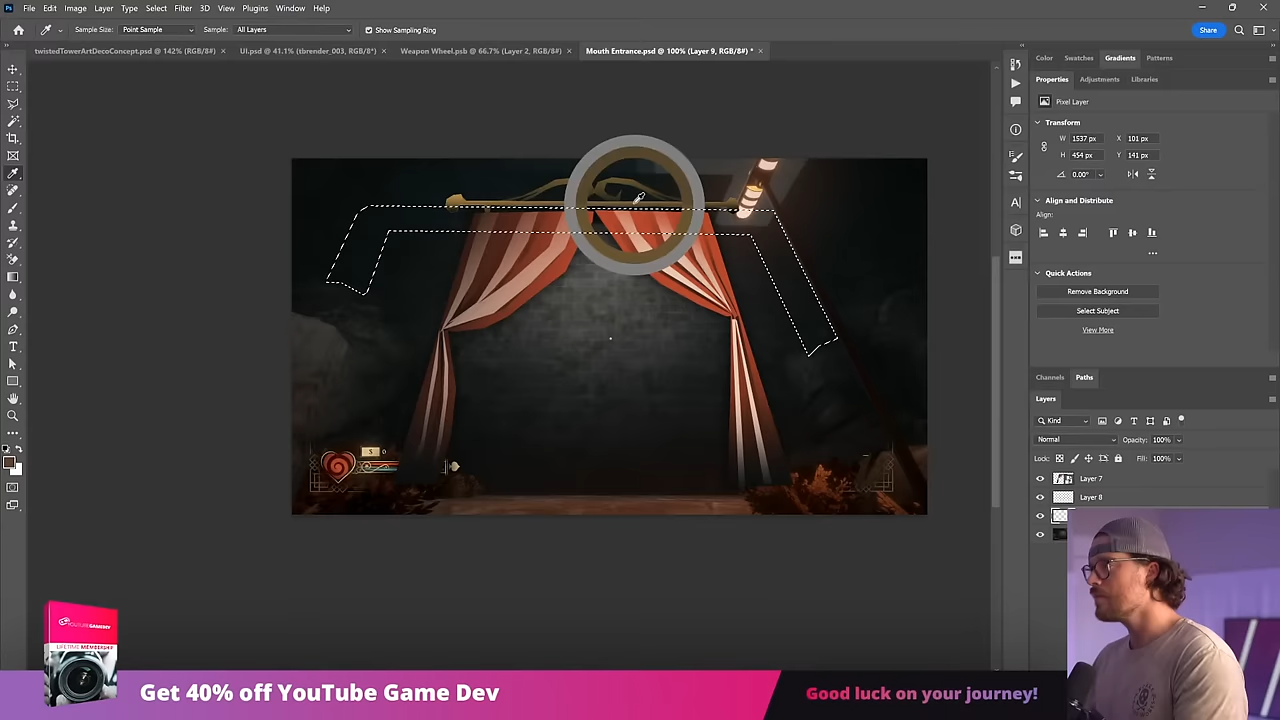 File Edit Image Layer Type Select Filter 3D View Plugins Window Help
Sample Size: Point Sample Sample: All Layers Show Sampling Ring Share
twistedTowerArtDecoConcept.psd @ 142% (RGB/8#) × UI.psd @ 41.1% (tbrender_003, RGB/8*) × Weapon Wheel.psb @ 66.7% (Layer 2, RGB/8#) × Mouth Entrance.psd @ 100% (Layer 9, RGB/8#) * ×
Color Swatches Gradients Patterns
Properties Adjustments Libraries
Pixel Layer
Transform
W 1537 px X 101 px
H 454 px Y 141 px
0.00°
Align and Distribute
Align:
Quick Actions
Remove Background
Select Subject
View More
Channels Paths
Layers
Kind
Normal Opacity: 100%
Lock: Fill: 100%
Layer 7
Layer 8
YOUTUBE GAMEDEV
LIFETIME MEMBERSHIP
Get 40% off YouTube Game Dev
Good luck on your journey!